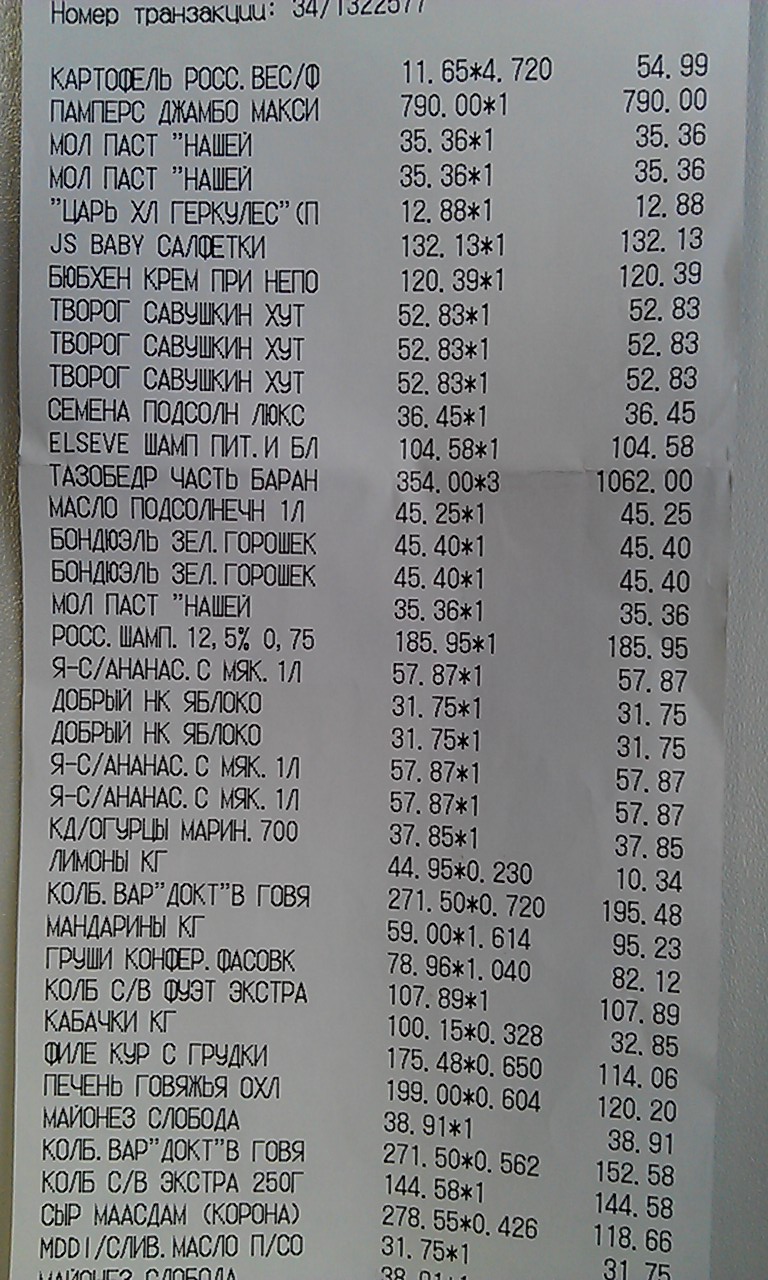 Номер транзакции: 34/1322577
КАРТОФЕЛЬ РОСС. ВЕС/Ф 11.65*4.720 54.99
ПАМПЕРС ДЖАМБО МАКСИ 790.00*1 790.00
МОЛ ПАСТ "НАШЕЙ 35.36*1 35.36
МОЛ ПАСТ "НАШЕЙ 35.36*1 35.36
"ЦАРЬ ХЛ ГЕРКУЛЕС"(П 12.88*1 12.88
JS BABY САЛФЕТКИ 132.13*1 132.13
БЮБХЕН КРЕМ ПРИ НЕПО 120.39*1 120.39
ТВОРОГ САВУШКИН ХУТ 52.83*1 52.83
ТВОРОГ САВУШКИН ХУТ 52.83*1 52.83
ТВОРОГ САВУШКИН ХУТ 52.83*1 52.83
СЕМЕНА ПОДСОЛН ЛЮКС 36.45*1 36.45
ELSEVE ШАМП ПИТ. И БЛ 104.58*1 104.58
ТАЗОБЕДР ЧАСТЬ БАРАН 354.00*3 1062.00
МАСЛО ПОДСОЛНЕЧН 1Л 45.25*1 45.25
БОНДЮЭЛЬ ЗЕЛ. ГОРОШЕК 45.40*1 45.40
БОНДЮЭЛЬ ЗЕЛ. ГОРОШЕК 45.40*1 45.40
МОЛ ПАСТ "НАШЕЙ 35.36*1 35.36
РОСС. ШАМП. 12,5% 0,75 185.95*1 185.95
Я-С/АНАНАС. С МЯК. 1Л 57.87*1 57.87
ДОБРЫЙ НК ЯБЛОКО 31.75*1 31.75
ДОБРЫЙ НК ЯБЛОКО 31.75*1 31.75
Я-С/АНАНАС. С МЯК. 1Л 57.87*1 57.87
Я-С/АНАНАС. С МЯК. 1Л 57.87*1 57.87
КД/ОГУРЦЫ МАРИН. 700 37.85*1 37.85
ЛИМОНЫ КГ 44.95*0.230 10.34
КОЛБ. ВАР"ДОКТ"В ГОВЯ 271.50*0.720 195.48
МАНДАРИНЫ КГ 59.00*1.614 95.23
ГРУШИ КОНФЕР. ФАСОВК 78.96*1.040 82.12
КОЛБ С/В ФУЭТ ЭКСТРА 107.89*1 107.89
КАБАЧКИ КГ 100.15*0.328 32.85
ФИЛЕ КУР С ГРУДКИ 175.48*0.650 114.06
ПЕЧЕНЬ ГОВЯЖЬЯ ОХЛ 199.00*0.604 120.20
МАЙОНЕЗ СЛОБОДА 38.91*1 38.91
КОЛБ. ВАР"ДОКТ"В ГОВЯ 271.50*0.562 152.58
КОЛБ С/В ЭКСТРА 250Г 144.58*1 144.58
СЫР МААСДАМ (КОРОНА) 278.55*0.426 118.66
MDDI/СЛИВ. МАСЛО П/СО 31.75*1 31.75
МАЙОНЕЗ СЛОБОДА 38.91*1